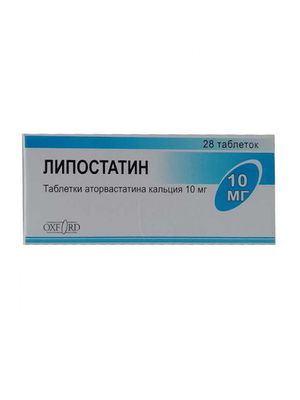 28 таблеток
ЛИПОСТАТИН
Таблетки аторвастатина кальция 10 мг
10
МГ
OXFORD